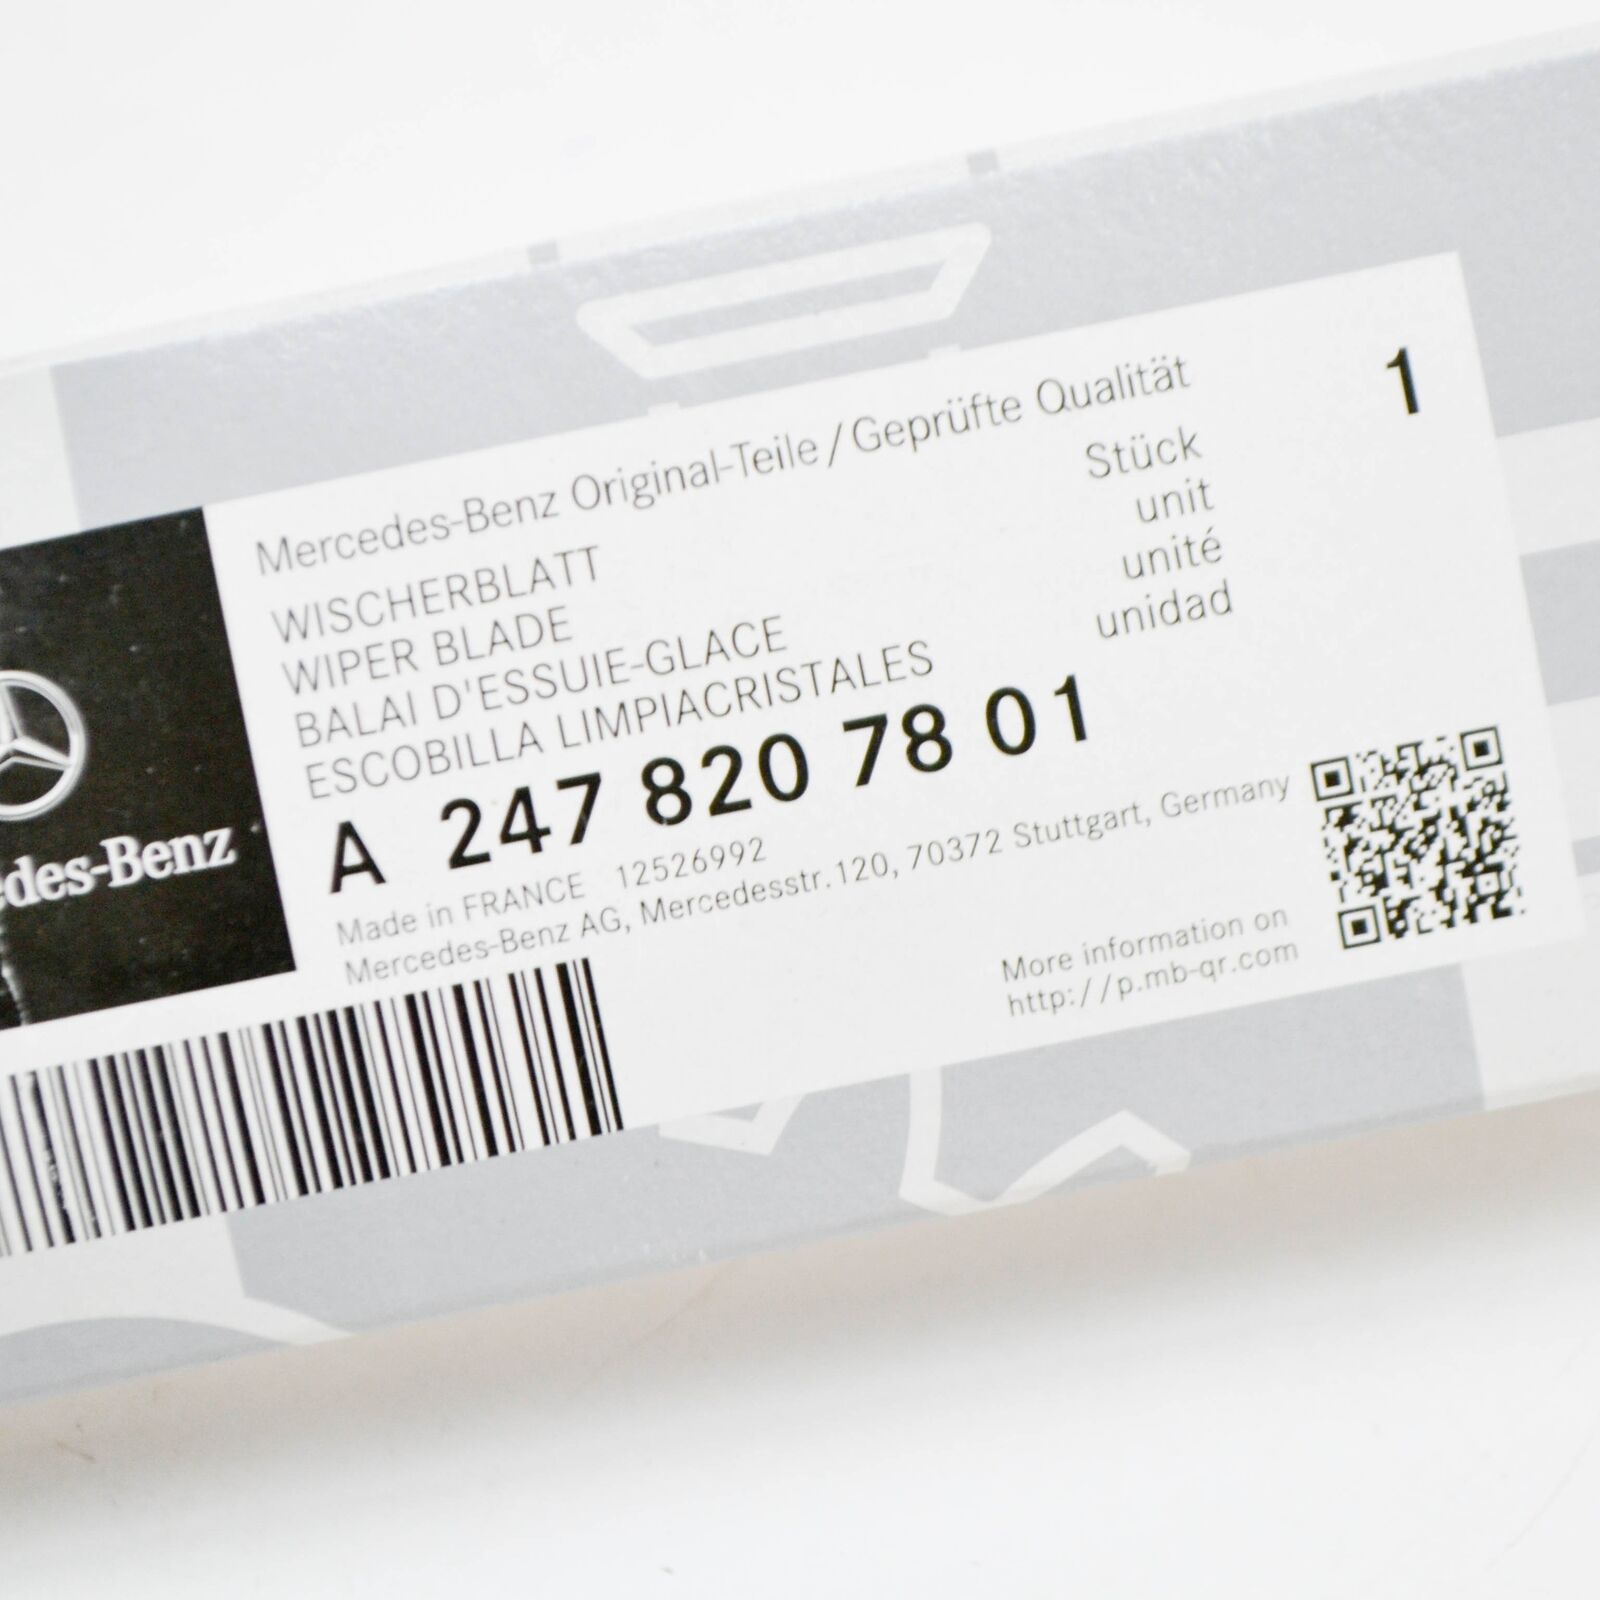 Mercedes-Benz Original-Teile/Geprüfte Qualität
1
WISCHERBLATT
Stück
WIPER BLADE
unit
BALAI D'ESSUIE-GLACE
unité
ESCOBILLA LIMPIACRISTALES
unidad
A 247 820 78 01
Made in FRANCE 12526992
Mercedes-Benz AG, Mercedesstr.120, 70372 Stuttgart, Germany
More information on
http://p.mb-qr.com
edes-Benz